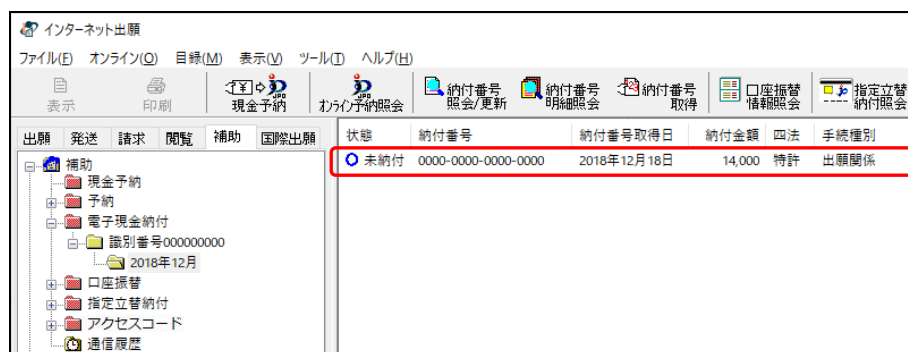 インターネット出願
ファイル(F) オンライン(O) 目録(M) 表示(V) ツール(T) ヘルプ(H)
表示 印刷 現金予納 オンライン予納照会 納付番号照会/更新 納付番号明細照会 納付番号取得 口座振替情報照会 指定立替納付照会
出願 発送 請求 閲覧 補助 国際出願
状態 納付番号 納付番号取得日 納付金額 四法 手続種別
未納付 0000-0000-0000-0000 2018年12月18日 14,000 特許 出願関係
補助
現金予納
予納
電子現金納付
識別番号000000000
2018年12月
口座振替
指定立替納付
アクセスコード
通信履歴